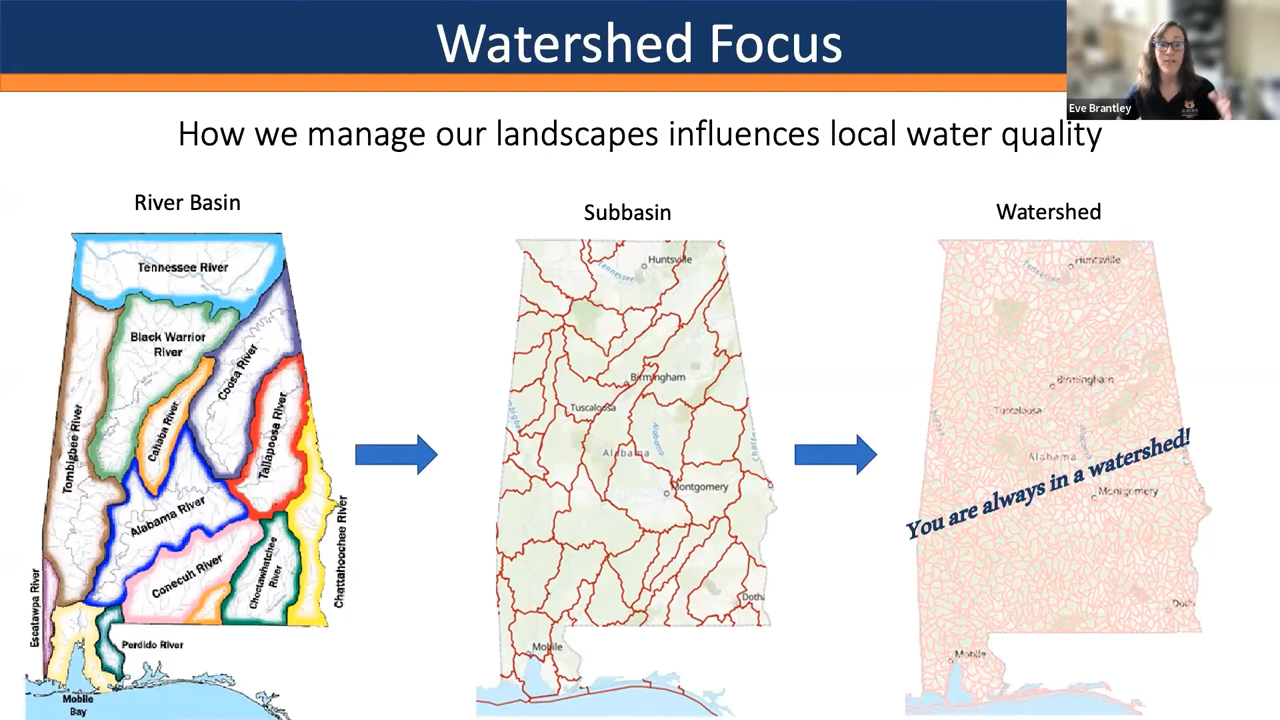 Watershed Focus
Eve Brantley
How we manage our landscapes influences local water quality
River Basin
Tennessee River
Black Warrior
River
Coosa River
Cahaba River
Tallapoosa River
Tombigbee River
Alabama River
Conecuh River
Choctawhatchee
River
Chattahoochee River
Escatawpa River
Perdido River
Mobile
Bay
Subbasin
Huntsville
Tennessee
Birmingham
Tuscaloosa
Alabama
Alabama
Montgomery
Mobile
Watershed
Huntsville
Tennessee
Birmingham
Tuscaloosa
Alabama
You are always in a watershed!
Montgomery
Mobile